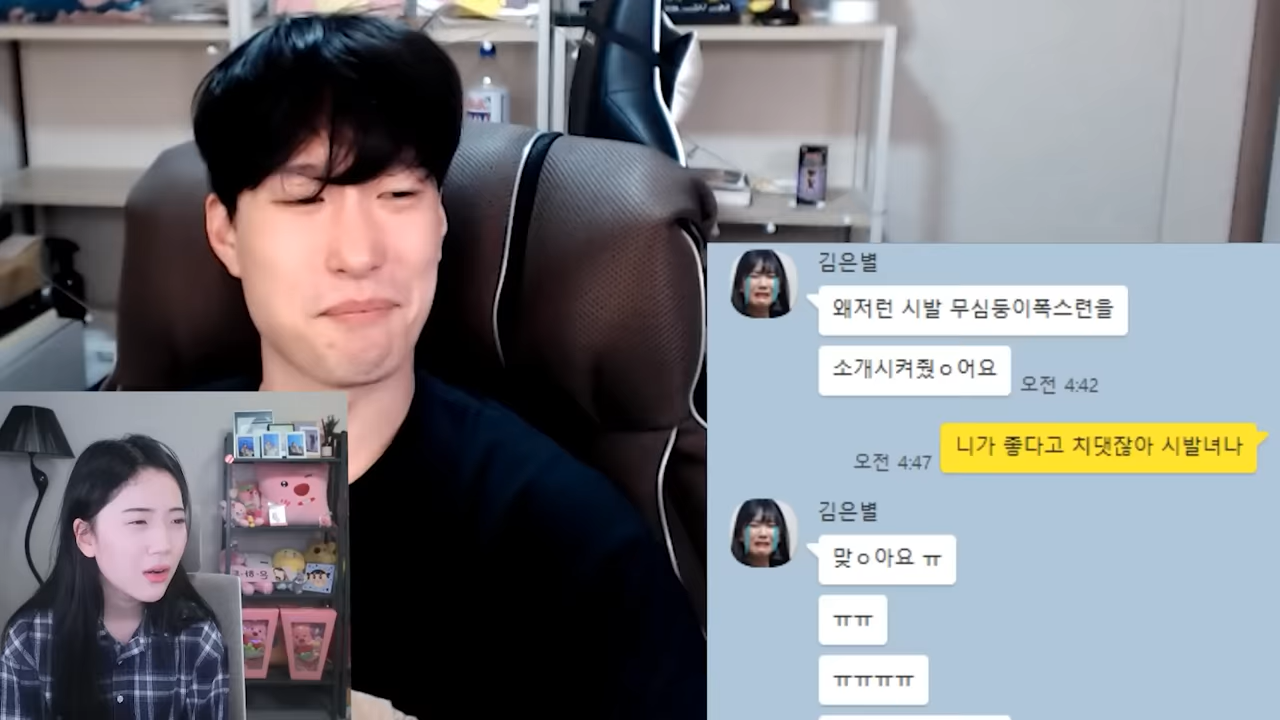 김은별
왜저런 시발 무심둥이폭스련을
소개시켜줬ㅇ어요
오전 4:42
니가 좋다고 치댓잖아 시발녀나
오전 4:47
김은별
맞ㅇ아요 ㅠ
ㅠㅠ
ㅠㅠㅠㅠ